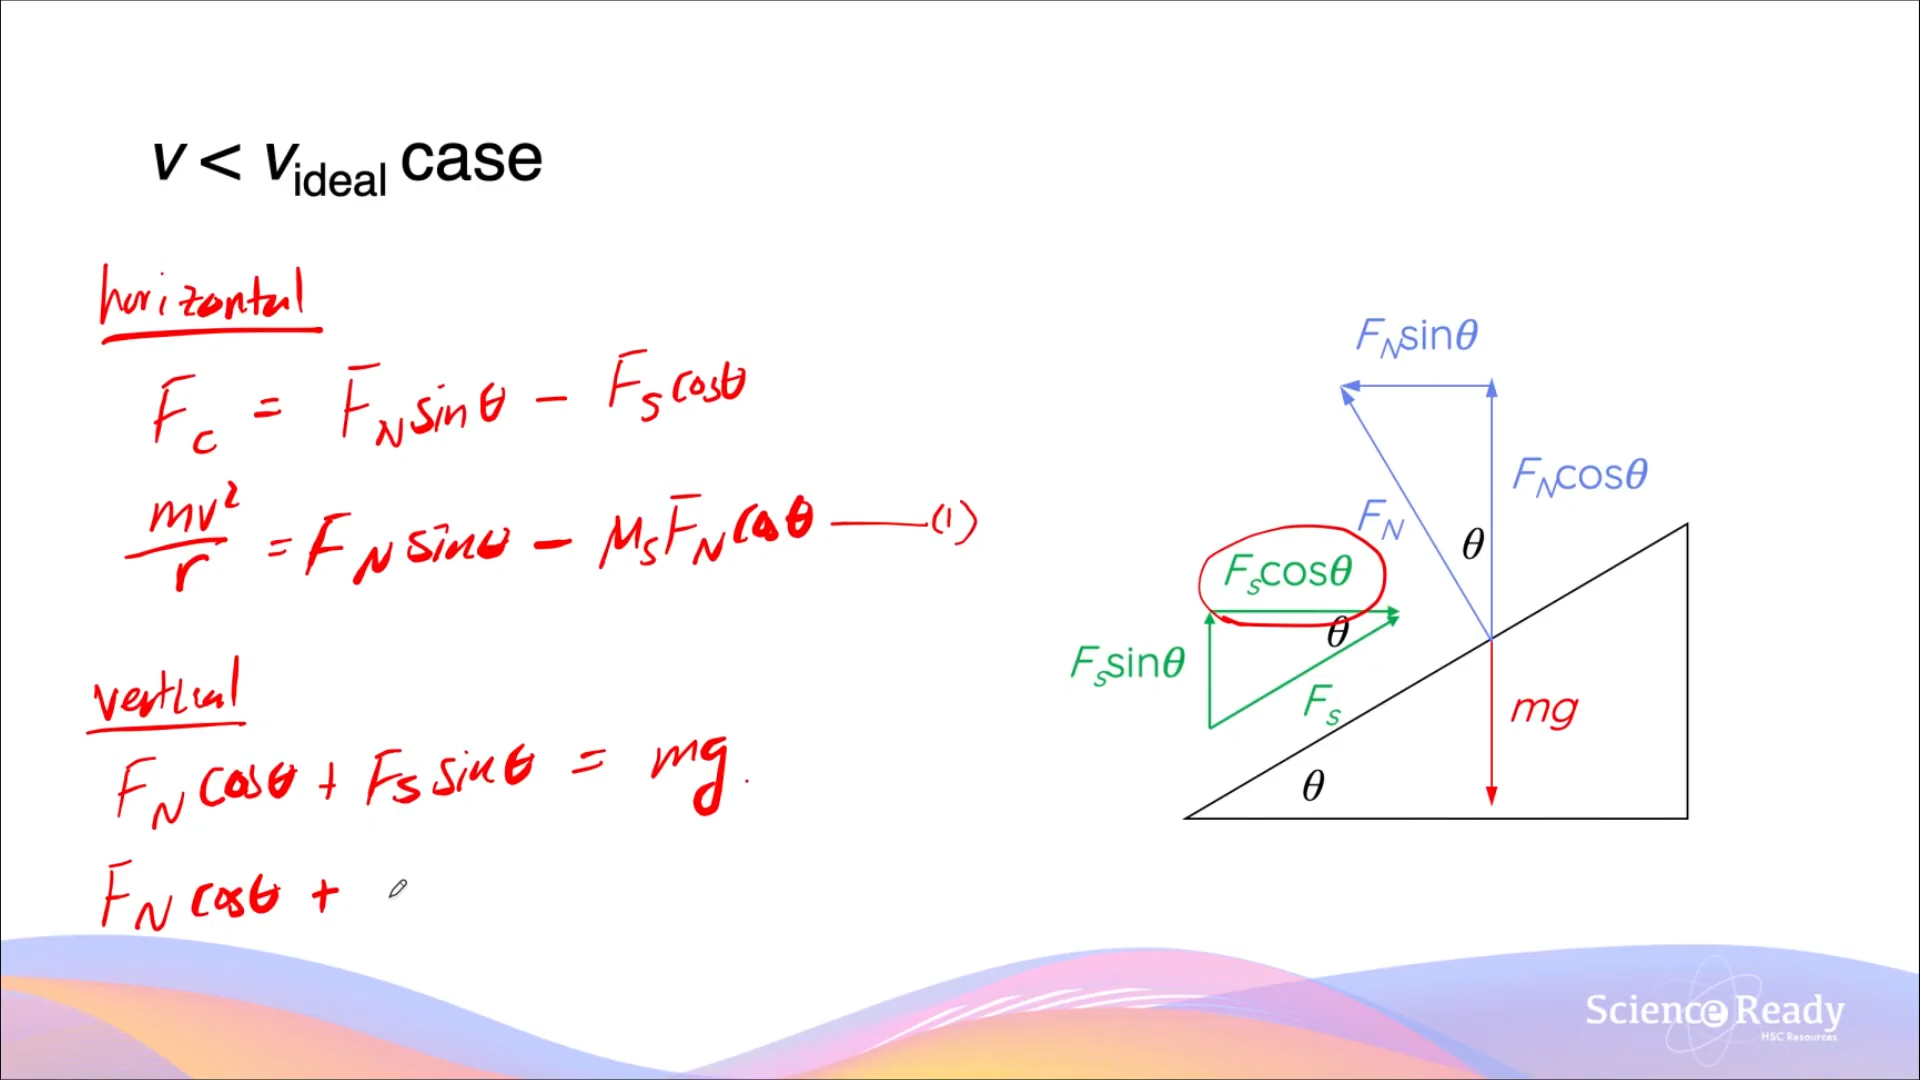 v < v_ideal case
horizontal
F_C = F_N sinθ − F_S cosθ
mv²/r = F_N sinθ − μ_S F_N cosθ —— (1)
vertical
F_N cosθ + F_S sinθ = mg.
F_N cosθ +
F_N sinθ
F_N cosθ
F_N
θ
F_s cosθ
θ
F_s sinθ
F_s
mg
θ
Science Ready
HSC Resources